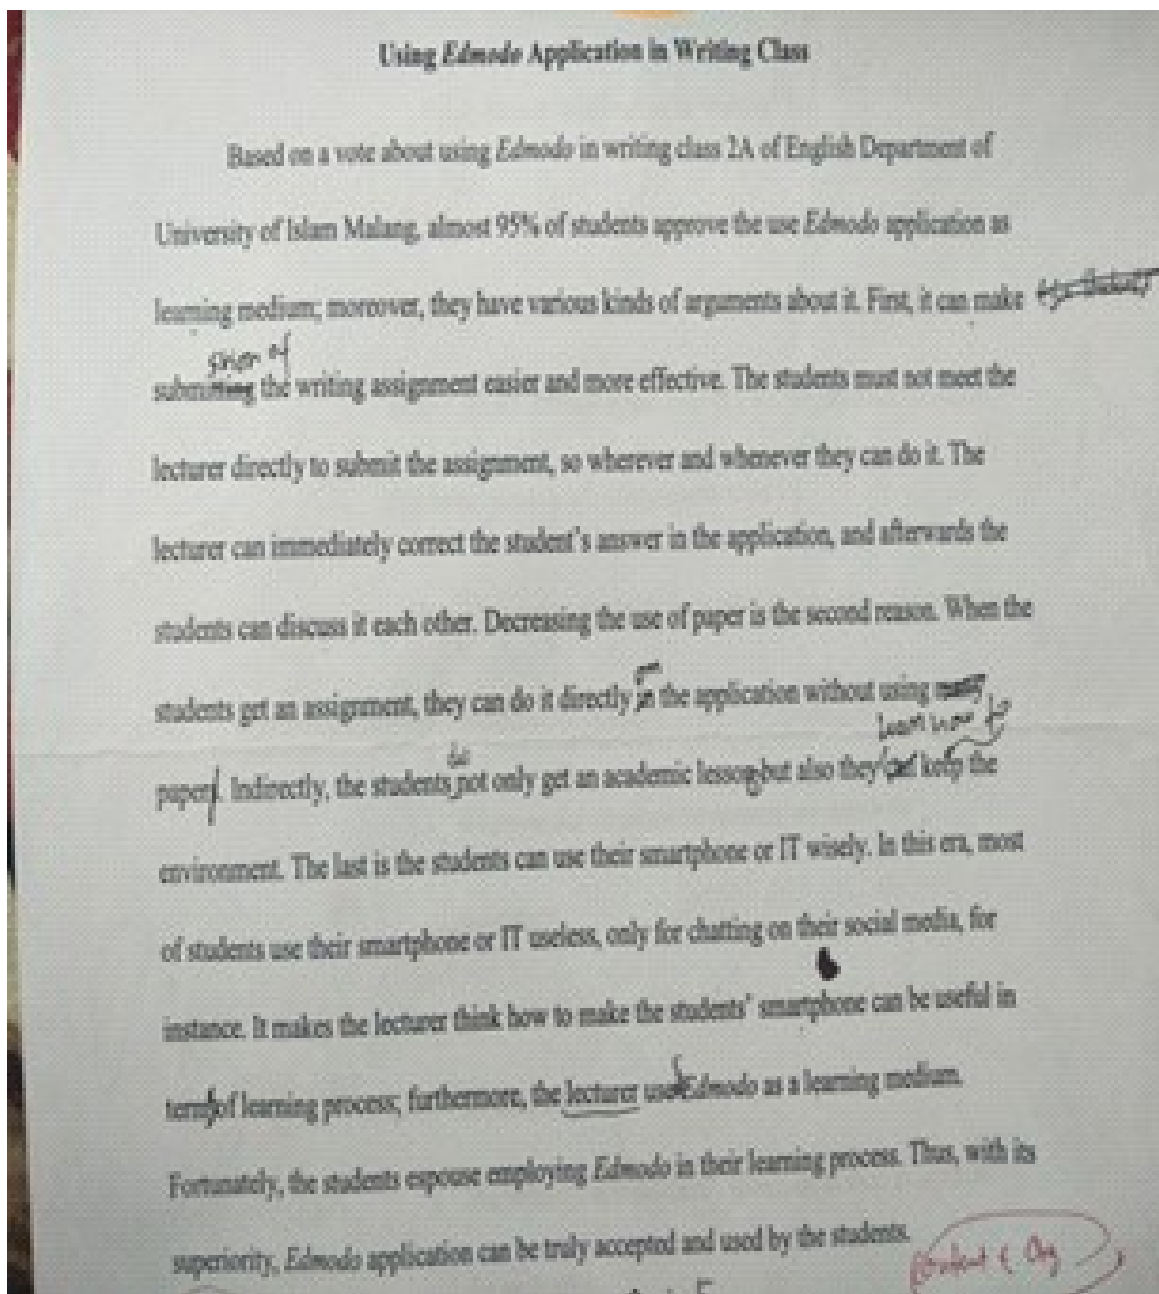 Using Edmodo Application in Writing Class
Based on a vote about using Edmodo in writing class 2A of English Department of
University of Islam Malang, almost 95% of students approve the use Edmodo application as
learning medium; moreover, they have various kinds of arguments about it. First, it can make
submitting the writing assignment easier and more effective. The students must not meet the
lecturer directly to submit the assignment, so wherever and whenever they can do it. The
lecturer can immediately correct the student's answer in the application, and afterwards the
students can discuss it each other. Decreasing the use of paper is the second reason. When the
students get an assignment, they can do it directly in the application without using
learn how to
paper. Indirectly, the students not only get an academic lesson but also they keep the
environment. The last is the students can use their smartphone or IT wisely. In this era, most
of students use their smartphone or IT useless, only for chatting on their social media, for
instance. It makes the lecturer think how to make the students' smartphone can be useful in
term of learning process; furthermore, the lecturer use Edmodo as a learning medium.
Fortunately, the students espouse employing Edmodo in their learning process. Thus, with its
superiority, Edmodo application can be truly accepted and used by the students.